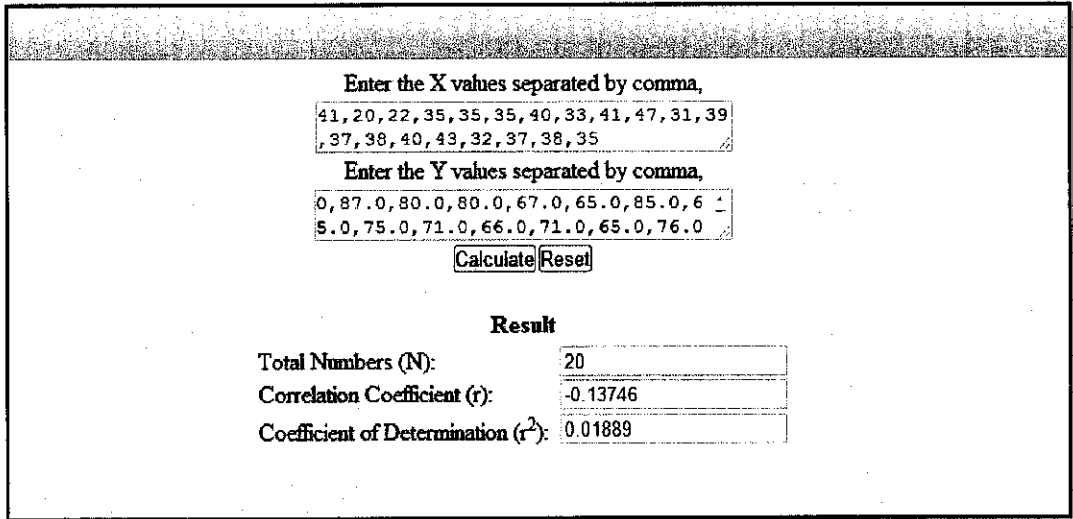 Enter the X values separated by comma,
41,20,22,35,35,35,40,33,41,47,31,39
,37,38,40,43,32,37,38,35
Enter the Y values separated by comma,
0,87.0,80.0,80.0,67.0,65.0,85.0,6
5.0,75.0,71.0,66.0,71.0,65.0,76.0
Calculate Reset
Result
Total Numbers (N): 20
Correlation Coefficient (r): -0.13746
Coefficient of Determination (r²): 0.01889